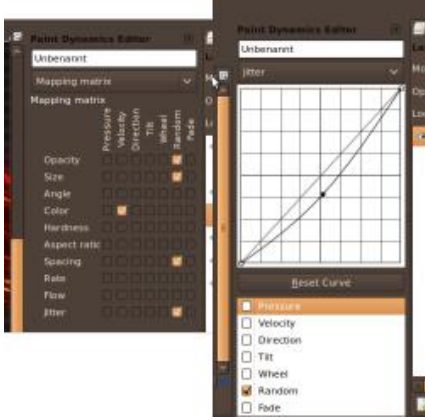 Paint Dynamics Editor
Unbenannt
Mapping matrix
Mapping matrix
Pressure
Velocity
Direction
Tilt
Wheel
Random
Fade
Opacity
Size
Angle
Color
Hardness
Aspect ratio
Spacing
Rate
Flow
Jitter
Paint Dynamics Editor
Unbenannt
Jitter
Reset Curve
Pressure
Velocity
Direction
Tilt
Wheel
Random
Fade